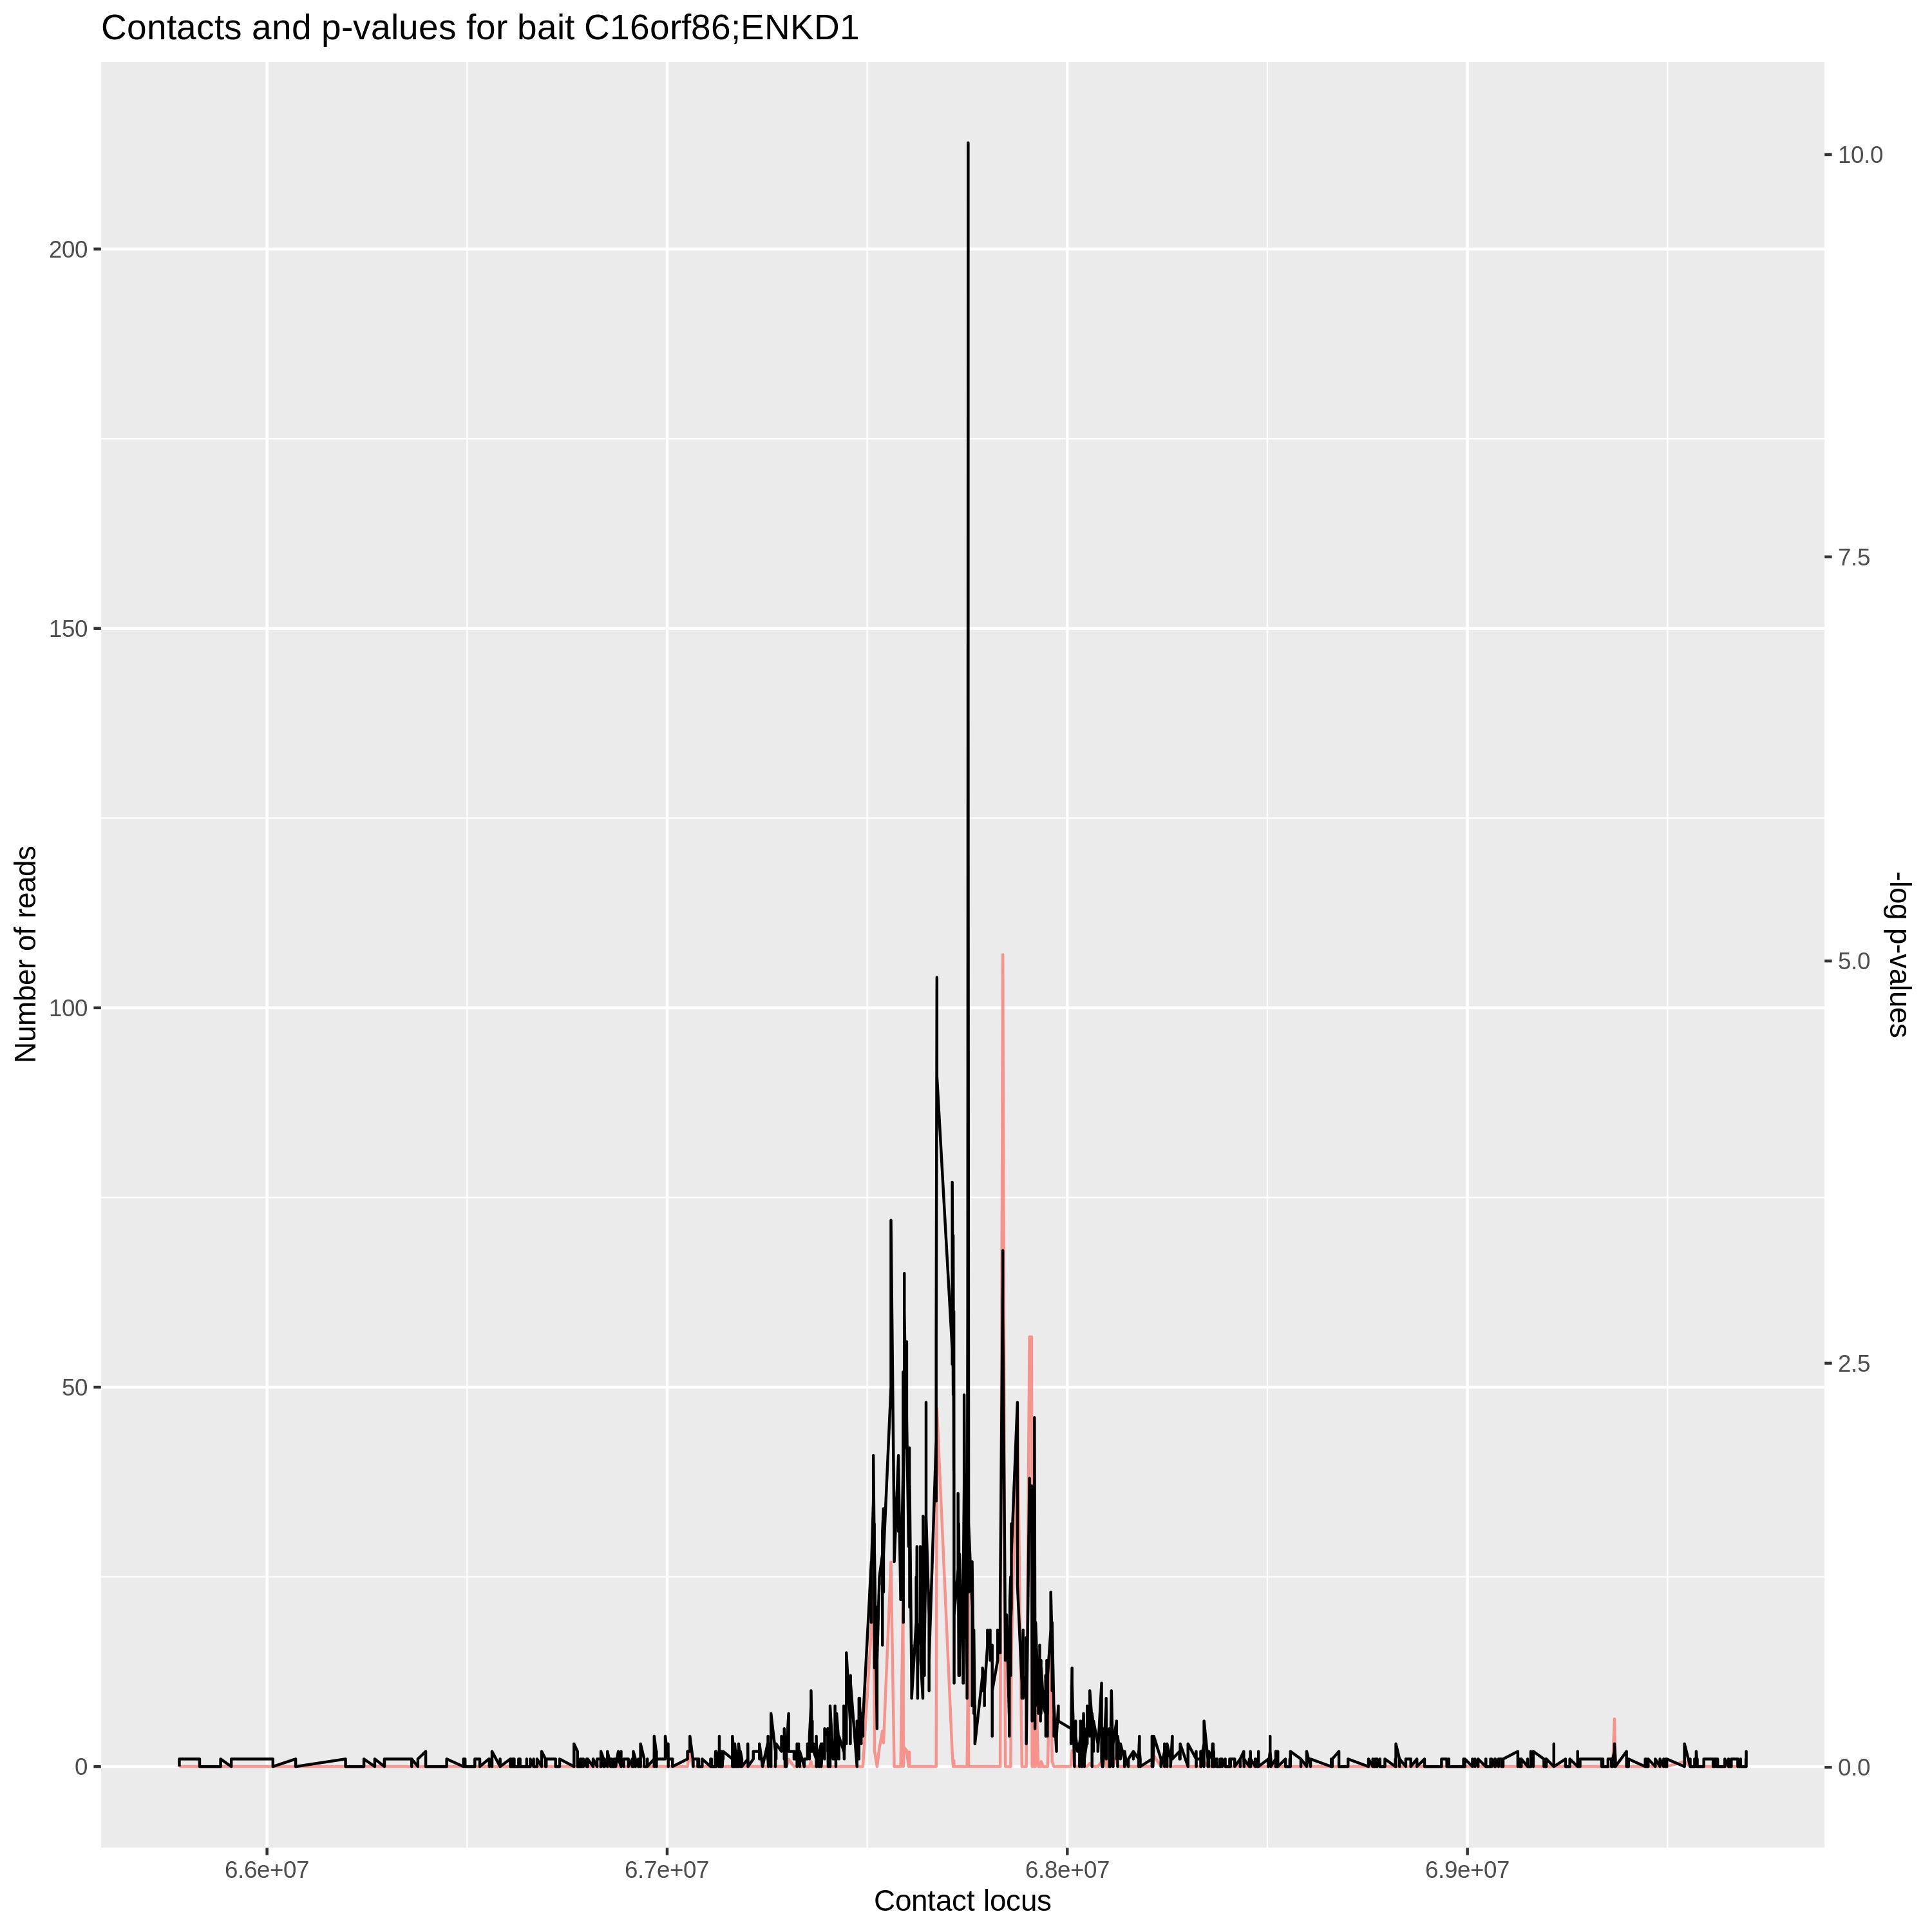 Contacts and p-values for bait C16orf86;ENKD1
10.0
200
7.5
150
5.0
100
2.5
50
0
0.0
Number of reads
-log p-values
6.6e+07
6.7e+07
6.8e+07
6.9e+07
Contact locus